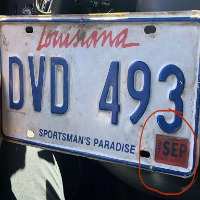 Louisiana
DVD 493
SPORTSMAN'S PARADISE
SEP